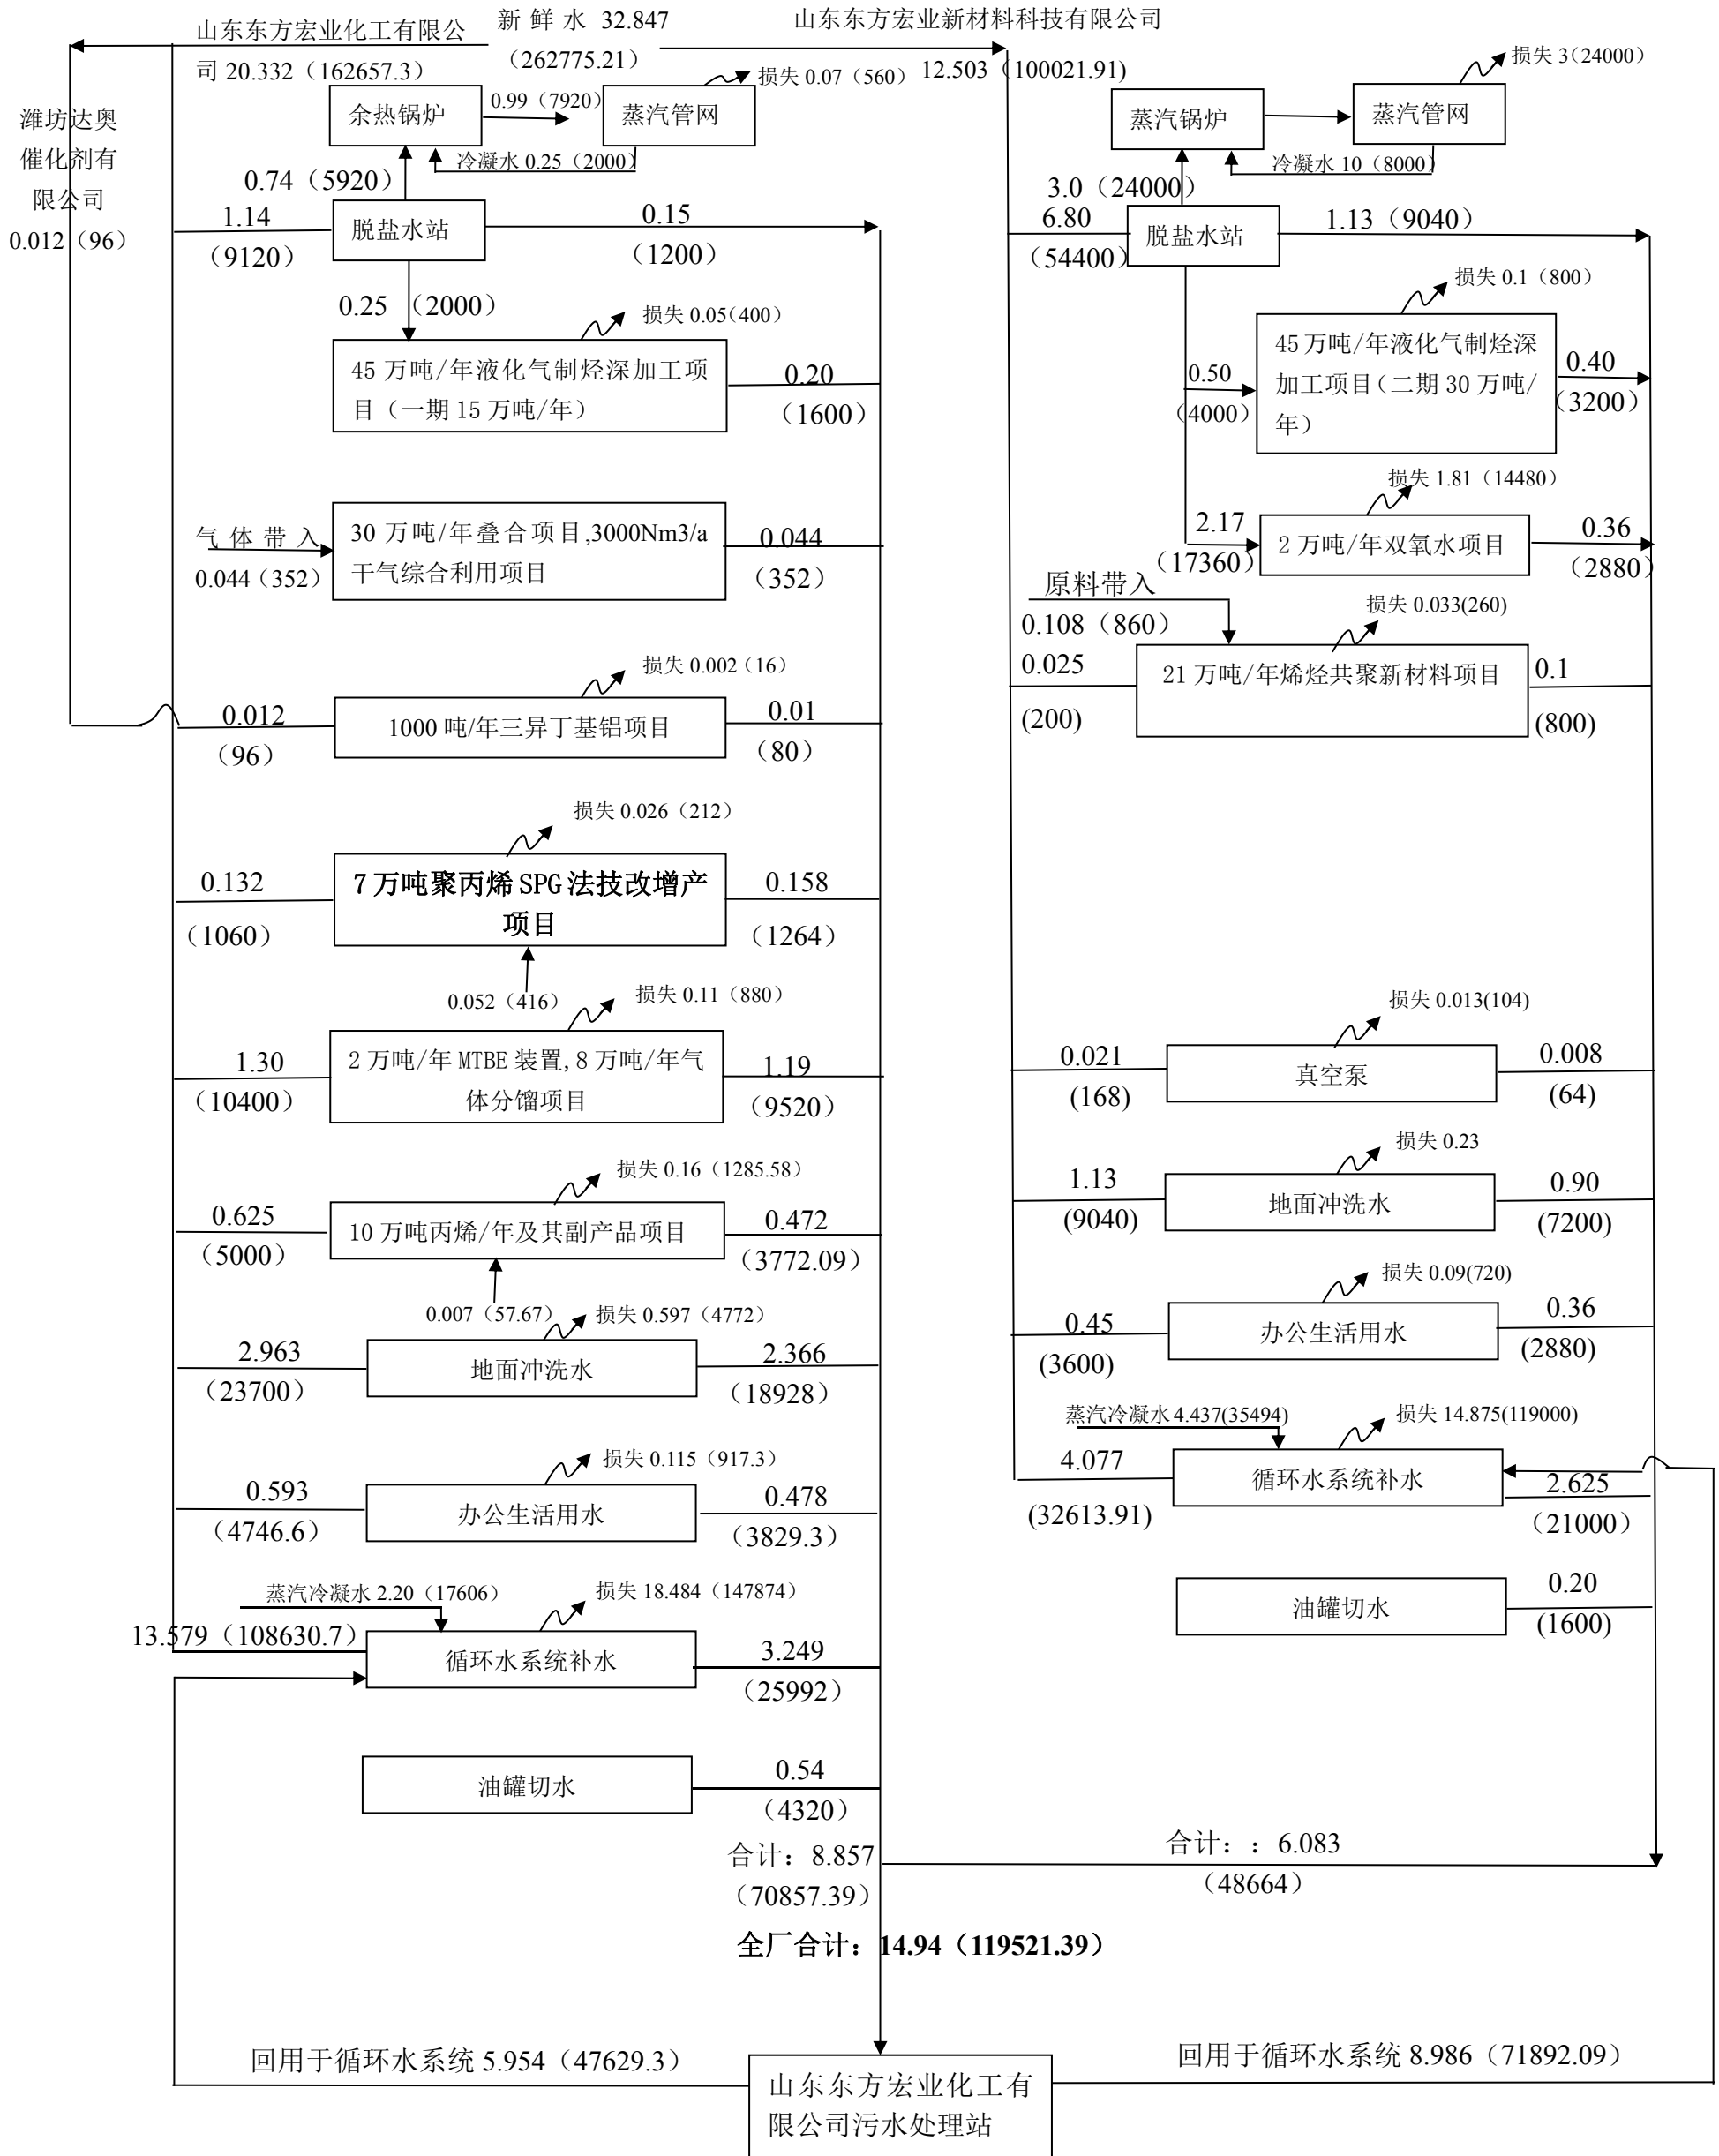 山东东方宏业化工有限公
司 20.332（162657.3）
新 鲜 水 32.847
（262775.21）
山东东方宏业新材料科技有限公司
12.503（100021.91)
潍坊达奥
催化剂有
限公司
0.012（96）
余热锅炉
0.99（7920）
蒸汽管网
损失 0.07（560）
冷凝水 0.25（2000）
0.74（5920）
1.14
（9120）
脱盐水站
0.15
（1200）
0.25 （2000）
损失 0.05（400）
45 万吨/年液化气制烃深加工项
目（一期 15 万吨/年）
0.20
（1600）
气 体 带 入
0.044（352）
30 万吨/年叠合项目,3000Nm3/a
干气综合利用项目
0.044
（352）
损失 0.002（16）
0.012
（96）
1000 吨/年三异丁基铝项目
0.01
（80）
损失 0.026（212）
0.132
（1060）
7 万吨聚丙烯 SPG 法技改增产
项目
0.158
（1264）
0.052（416）
损失 0.11（880）
1.30
（10400）
2 万吨/年 MTBE 装置,8 万吨/年气
体分馏项目
1.19
（9520）
损失 0.16（1285.58）
0.625
（5000）
10 万吨丙烯/年及其副产品项目
0.472
（3772.09）
0.007（57.67）
损失 0.597（4772）
2.963
（23700）
地面冲洗水
2.366
（18928）
损失 0.115（917.3）
0.593
（4746.6）
办公生活用水
0.478
（3829.3）
蒸汽冷凝水 2.20（17606）
损失 18.484（147874）
13.579（108630.7）
循环水系统补水
3.249
（25992）
油罐切水
0.54
（4320）
合计：8.857
（70857.39）
蒸汽锅炉
蒸汽管网
损失 3（24000）
冷凝水 10（8000）
3.0（24000）
6.80
（54400）
脱盐水站
1.13（9040）
损失 0.1（800）
0.50
（4000）
45 万吨/年液化气制烃深
加工项目（二期 30 万吨/
年）
0.40
（3200）
损失 1.81（14480）
2.17
（17360）
2 万吨/年双氧水项目
0.36
（2880）
原料带入
0.108（860）
损失 0.033(260)
0.025
(200)
21 万吨/年烯烃共聚新材料项目
0.1
(800)
损失 0.013(104)
0.021
(168)
真空泵
0.008
(64)
损失 0.23
1.13
(9040)
地面冲洗水
0.90
(7200)
损失 0.09(720)
0.45
(3600)
办公生活用水
0.36
(2880)
蒸汽冷凝水 4.437(35494)
损失 14.875(119000)
4.077
(32613.91)
循环水系统补水
2.625
（21000）
油罐切水
0.20
(1600)
合计：：6.083
（48664）
全厂合计：14.94（119521.39）
回用于循环水系统 5.954（47629.3）
回用于循环水系统 8.986（71892.09）
山东东方宏业化工有
限公司污水处理站